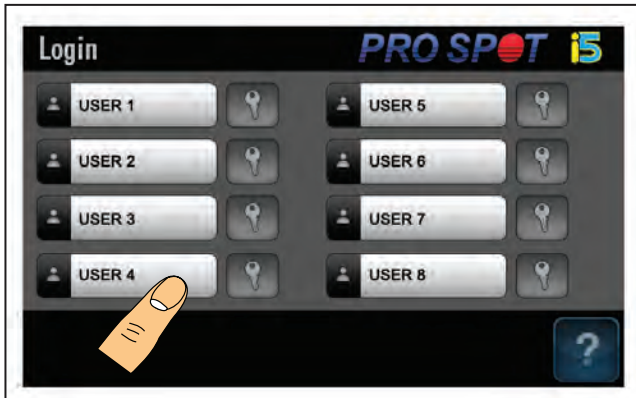 Login
PRO SPOT i5
USER 1
USER 5
USER 2
USER 6
USER 3
USER 7
USER 4
USER 8
?